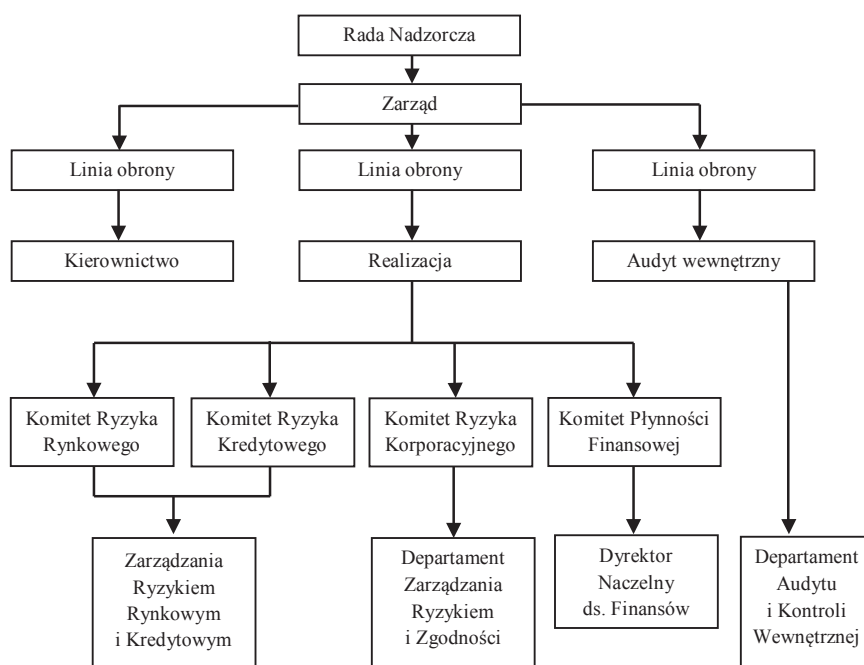 Rada Nadzorcza
Zarząd
Linia obrony
Linia obrony
Linia obrony
Kierownictwo
Realizacja
Audyt wewnętrzny
Komitet Ryzyka
Rynkowego
Komitet Ryzyka
Kredytowego
Komitet Ryzyka
Korporacyjnego
Komitet Płynności
Finansowej
Zarządzania
Ryzykiem
Rynkowym
i Kredytowym
Departament
Zarządzania
Ryzykiem
i Zgodności
Dyrektor
Naczelny
ds. Finansów
Departament
Audytu
i Kontroli
Wewnętrznej